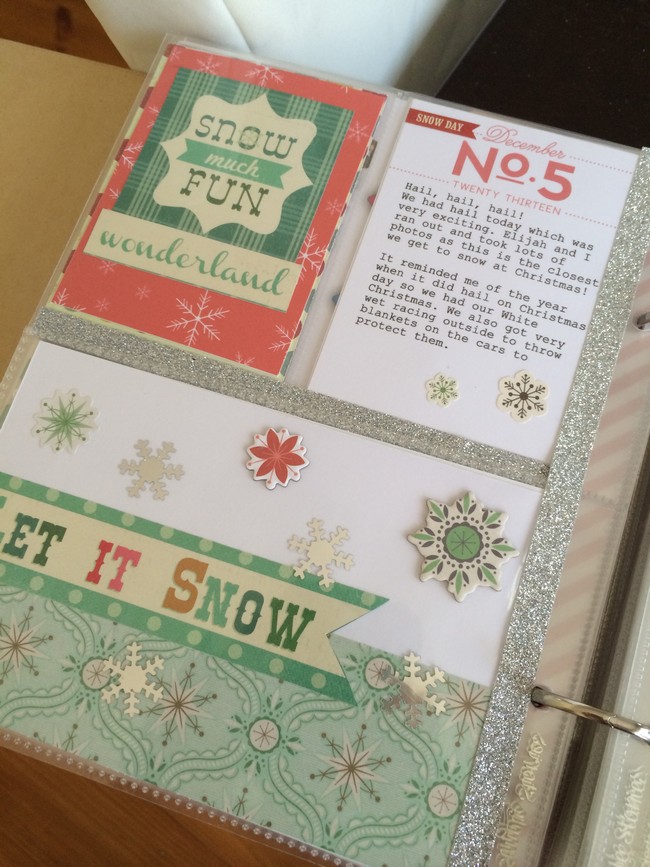 snow
much
FUN
wonderland
SNOW DAY
December
No. 5
TWENTY THIRTEEN
Hail, hail, hail!
We had hail today which was
very exciting. Elijah and I
ran out and took lots of
photos as this is the closest
we get to snow at Christmas!
It reminded me of the year
when it did hail on Christmas
day so we had our White
Christmas. We also got very
wet racing outside to throw
blankets on the cars to
protect them.
LET IT SNOW